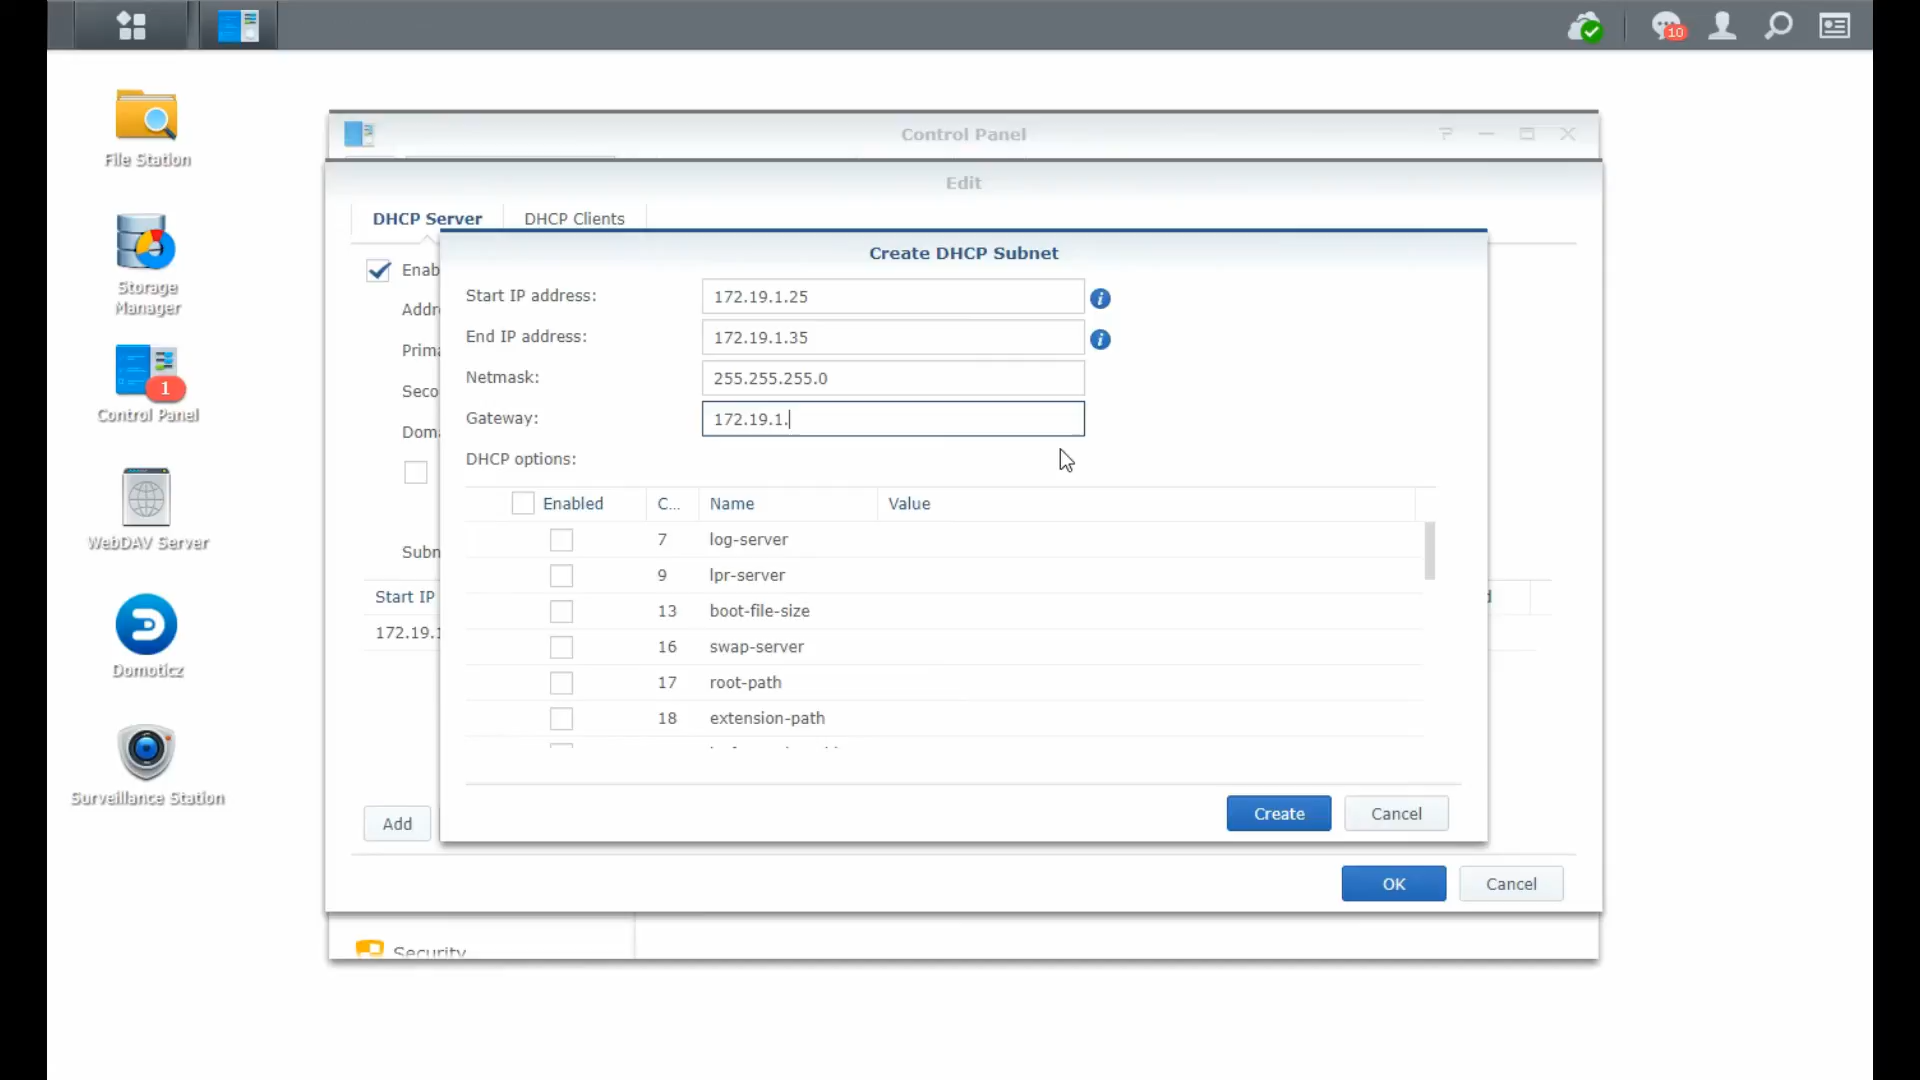 10
File Station
Storage
Manager
1
Control Panel
WebDAV Server
Domoticz
Surveillance Station
Control Panel
Edit
DHCP Server
DHCP Clients
Enab
Addr
Prima
Seco
Doma
Subn
Start IP
172.19.1
Add
Create DHCP Subnet
Start IP address: 172.19.1.25
End IP address: 172.19.1.35
Netmask: 255.255.255.0
Gateway: 172.19.1.
DHCP options:
Enabled C... Name Value
7 log-server
9 lpr-server
13 boot-file-size
16 swap-server
17 root-path
18 extension-path
Create Cancel
OK Cancel
Security